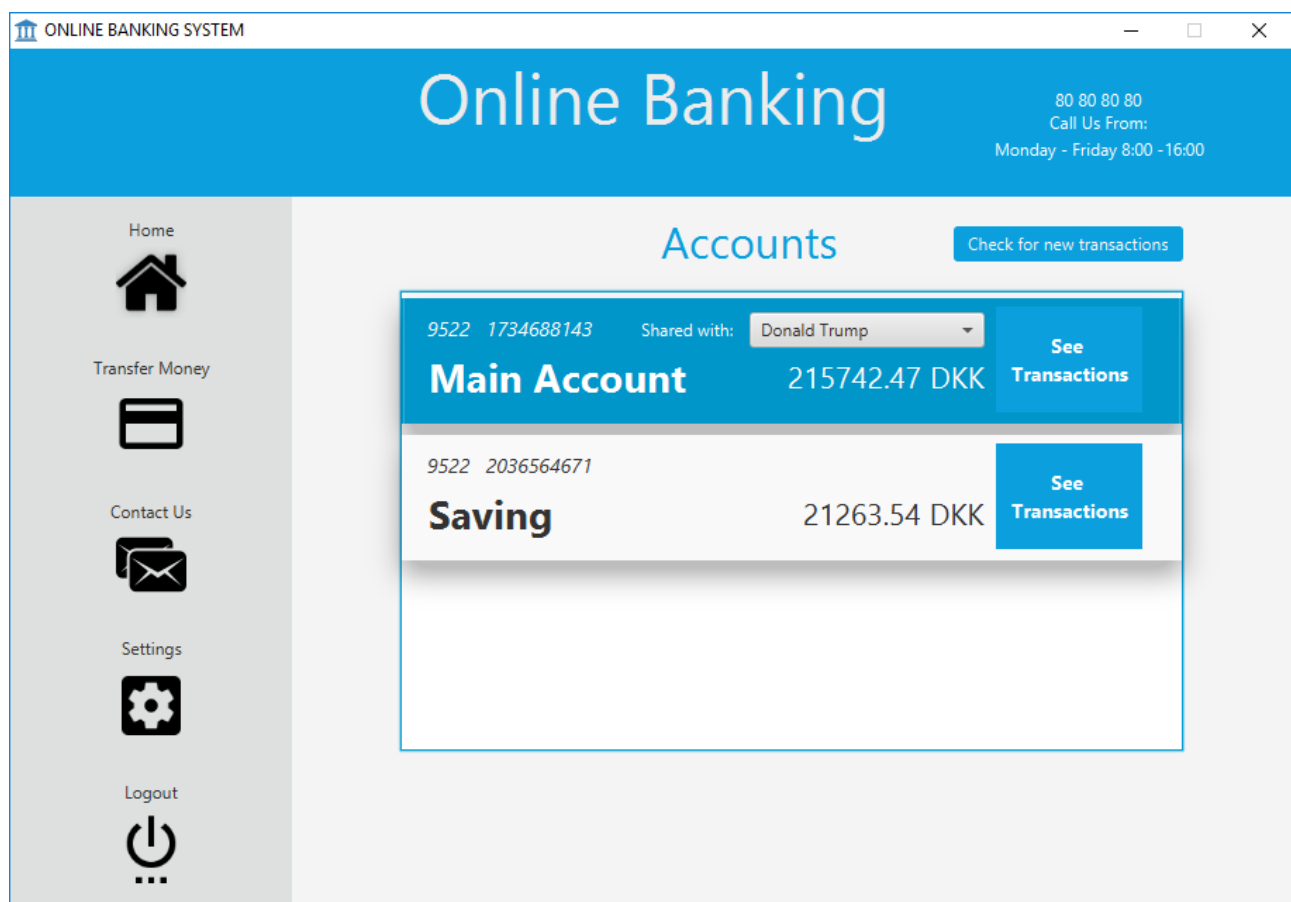 ONLINE BANKING SYSTEM
Online Banking
80 80 80 80
Call Us From:
Monday - Friday 8:00 -16:00
Home
Transfer Money
Contact Us
Settings
Logout
Accounts
Check for new transactions
9522 1734688143 Shared with: Donald Trump
Main Account 215742.47 DKK
See
Transactions
9522 2036564671
Saving 21263.54 DKK
See
Transactions